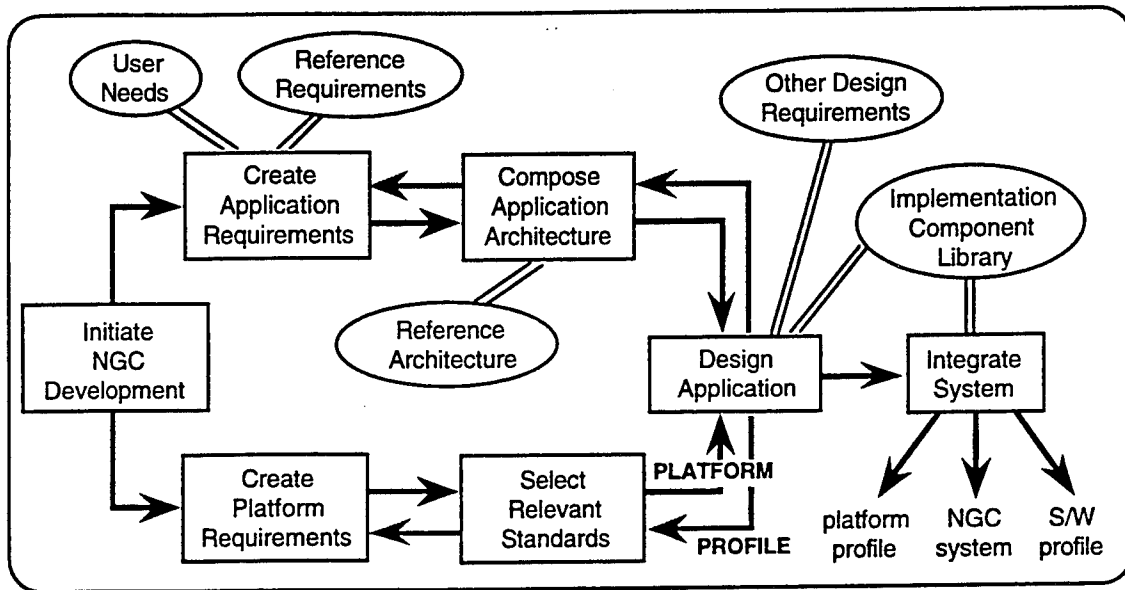 User
Needs
Reference
Requirements
Other Design
Requirements
Create
Application
Requirements
Compose
Application
Architecture
Implementation
Component
Library
Reference
Architecture
Initiate
NGC
Development
Design
Application
Integrate
System
Create
Platform
Requirements
Select
Relevant
Standards
PLATFORM
PROFILE
platform
profile
NGC
system
S/W
profile